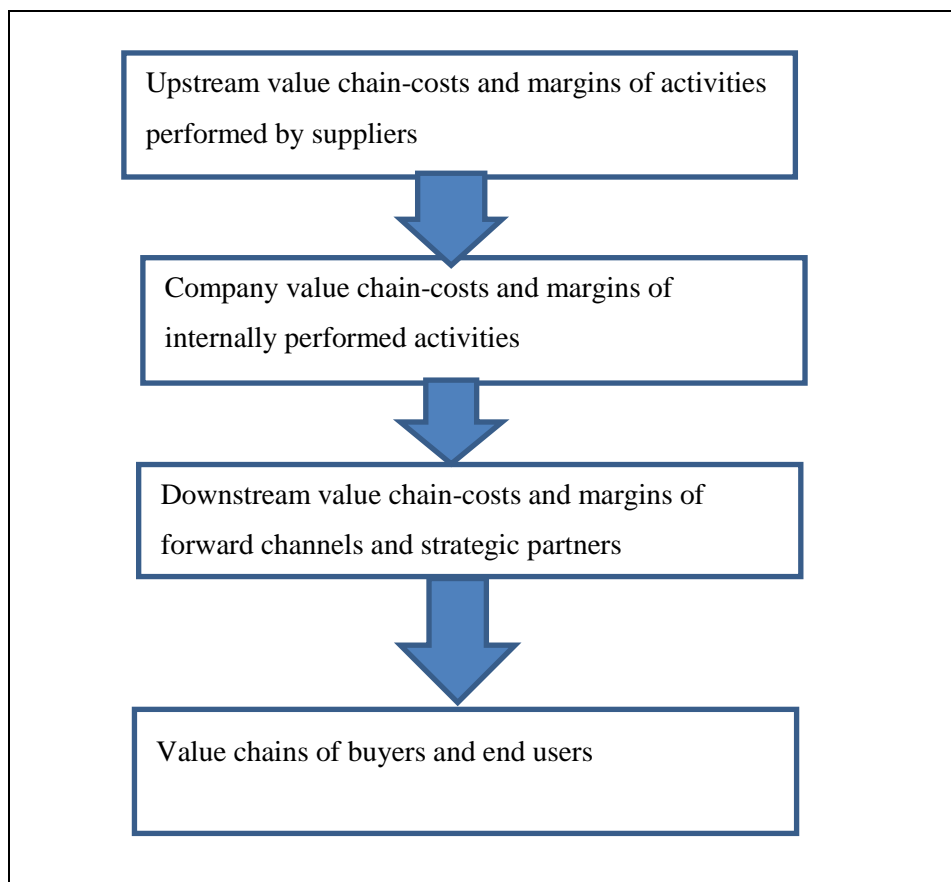 Upstream value chain-costs and margins of activities
performed by suppliers
Company value chain-costs and margins of
internally performed activities
Downstream value chain-costs and margins of
forward channels and strategic partners
Value chains of buyers and end users